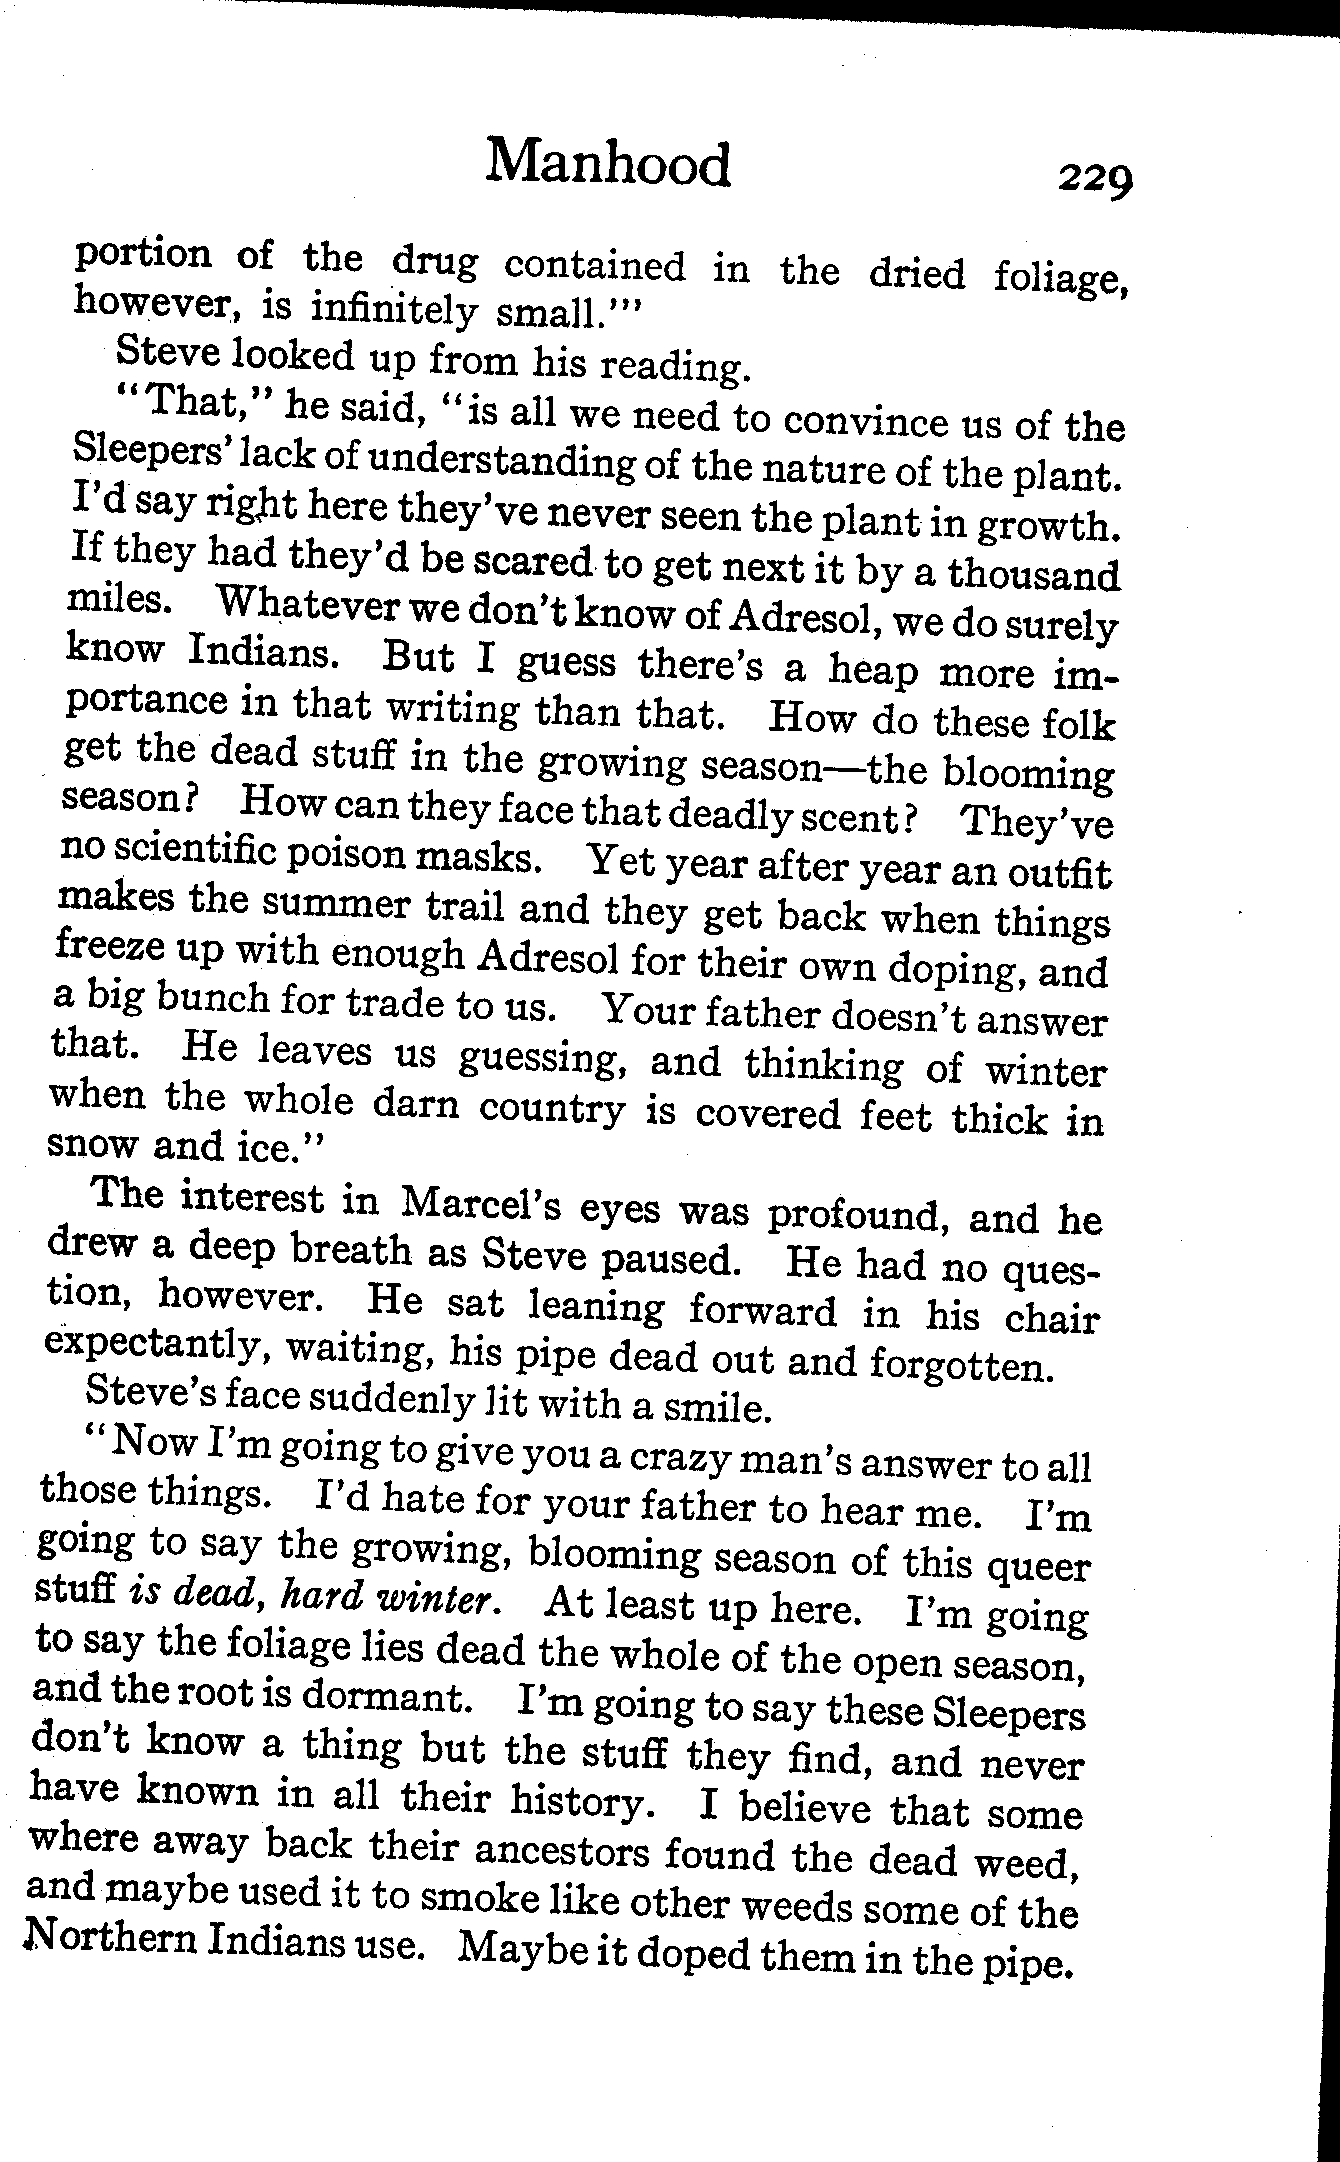 Manhood 229
portion of the drug contained in the dried foliage,
however, is infinitely small.'"
Steve looked up from his reading.
"That," he said, "is all we need to convince us of the
Sleepers' lack of understanding of the nature of the plant.
I'd say right here they've never seen the plant in growth.
If they had they'd be scared to get next it by a thousand
miles. Whatever we don't know of Adresol, we do surely
know Indians. But I guess there's a heap more im-
portance in that writing than that. How do these folk
get the dead stuff in the growing season—the blooming
season? How can they face that deadly scent? They've
no scientific poison masks. Yet year after year an outfit
makes the summer trail and they get back when things
freeze up with enough Adresol for their own doping, and
a big bunch for trade to us. Your father doesn't answer
that. He leaves us guessing, and thinking of winter
when the whole darn country is covered feet thick in
snow and ice."
The interest in Marcel's eyes was profound, and he
drew a deep breath as Steve paused. He had no ques-
tion, however. He sat leaning forward in his chair
expectantly, waiting, his pipe dead out and forgotten.
Steve's face suddenly lit with a smile.
"Now I'm going to give you a crazy man's answer to all
those things. I'd hate for your father to hear me. I'm
going to say the growing, blooming season of this queer
stuff is dead, hard winter. At least up here. I'm going
to say the foliage lies dead the whole of the open season,
and the root is dormant. I'm going to say these Sleepers
don't know a thing but the stuff they find, and never
have known in all their history. I believe that some
where away back their ancestors found the dead weed,
and maybe used it to smoke like other weeds some of the
Northern Indians use. Maybe it doped them in the pipe.